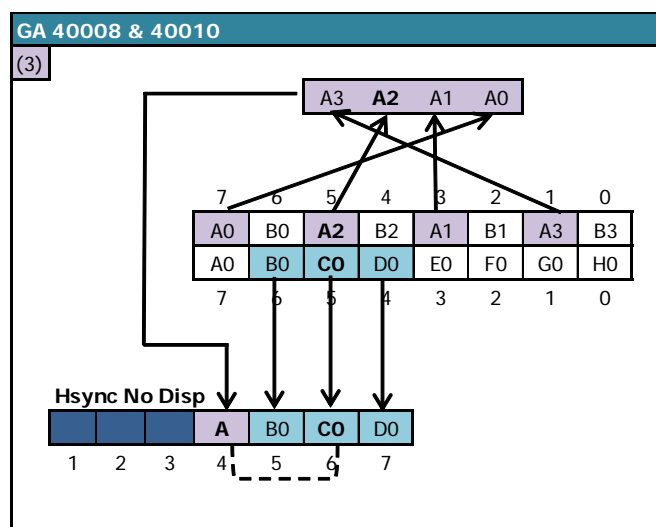 GA 40008 & 40010
(3)
A3 A2 A1 A0
7 6 5 4 3 2 1 0
A0 B0 A2 B2 A1 B1 A3 B3
A0 B0 C0 D0 E0 F0 G0 H0
7 6 5 4 3 2 1 0
Hsync No Disp
A B0 C0 D0
1 2 3 4 5 6 7